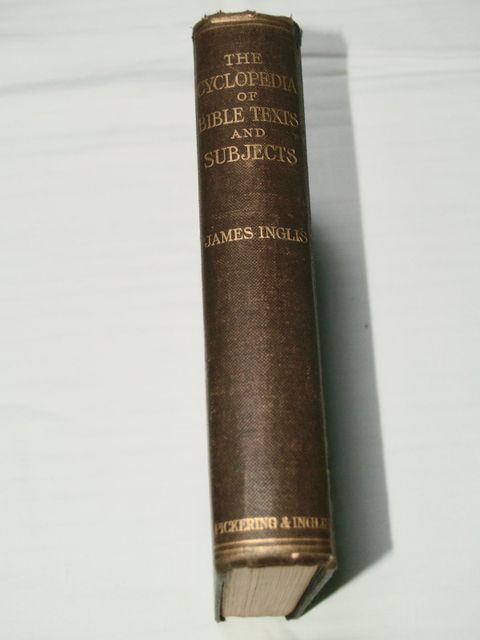 THE
CYCLOPEDIA
OF
BIBLE TEXTS
AND
SUBJECTS
JAMES INGLIS
PICKERING & INGLIS